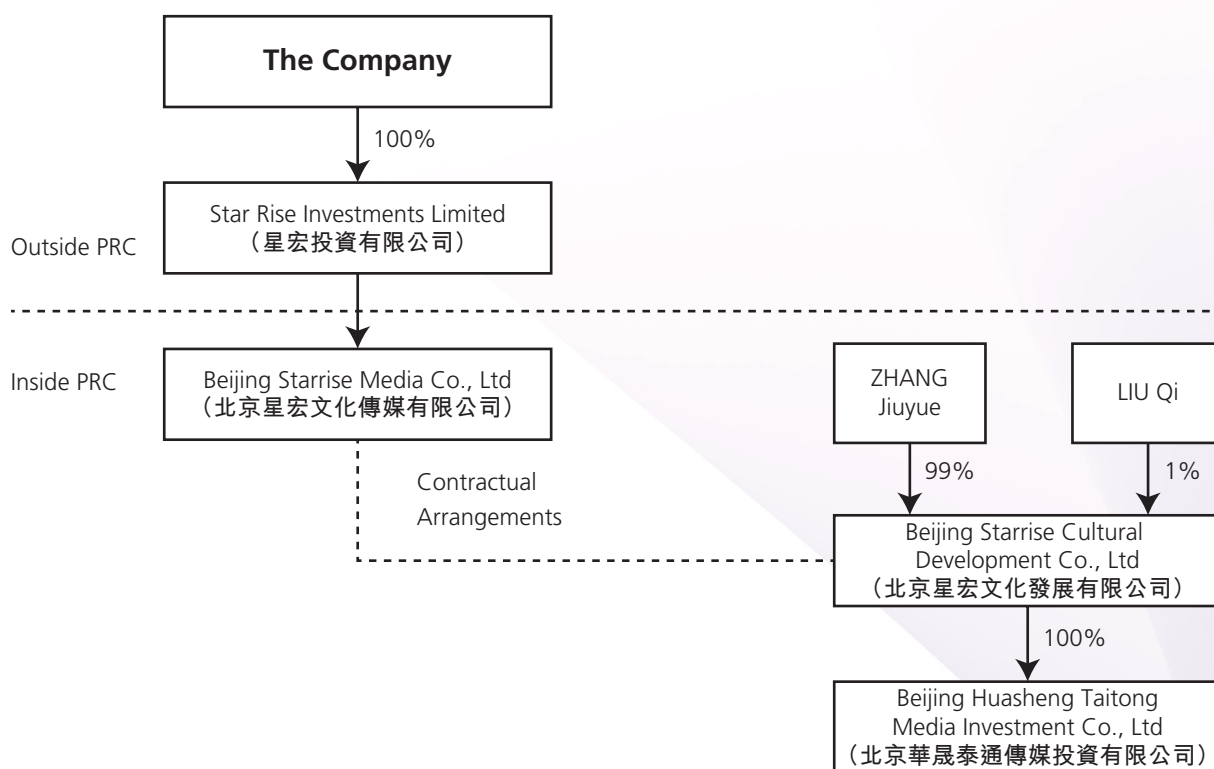 The Company
100%
Star Rise Investments Limited
（星宏投資有限公司）
Outside PRC
Inside PRC
Beijing Starrise Media Co., Ltd
（北京星宏文化傳媒有限公司）
ZHANG
Jiuyue
LIU Qi
99%
1%
Contractual
Arrangements
Beijing Starrise Cultural
Development Co., Ltd
（北京星宏文化發展有限公司）
100%
Beijing Huasheng Taitong
Media Investment Co., Ltd
（北京華晟泰通傳媒投資有限公司）